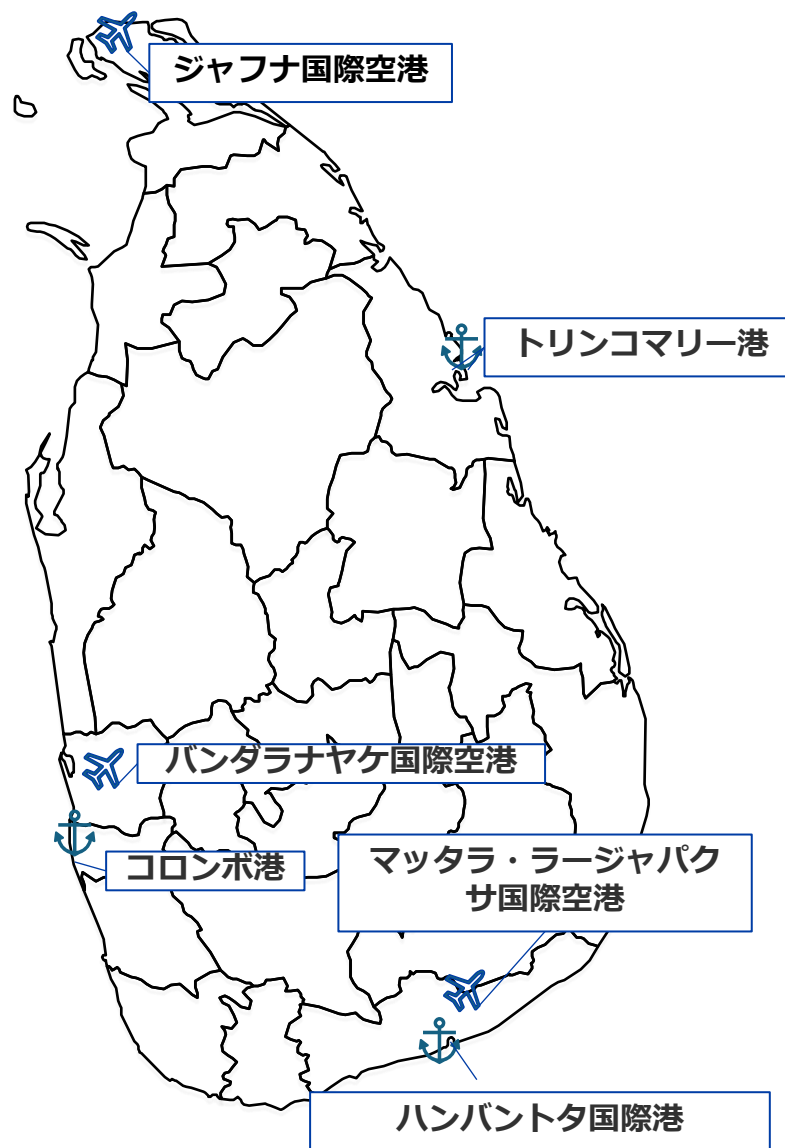 ジャフナ国際空港
トリンコマリー港
バンダラナヤケ国際空港
コロンボ港
マッタラ・ラージャパク
サ国際空港
ハンバントタ国際港